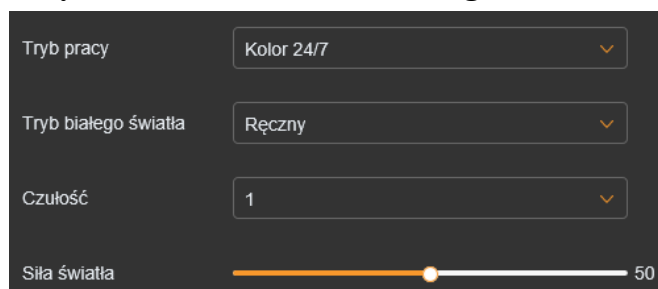 Tryb pracy Kolor 24/7
Tryb białego światła Ręczny
Czułość 1
Siła światła 50